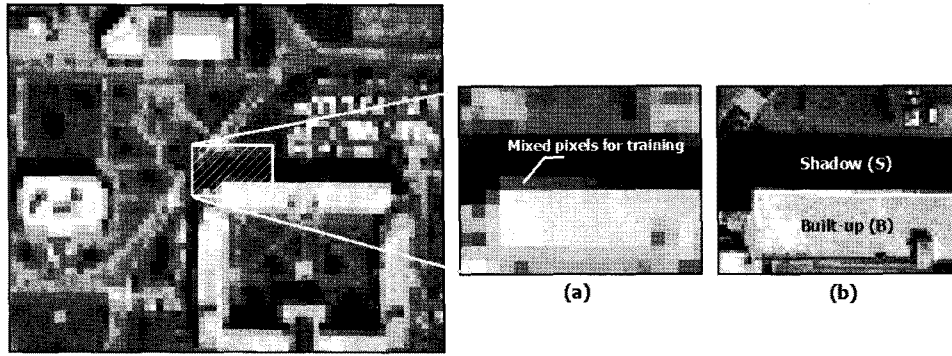 Mixed pixels for training
Shadow (S)
Built-up (B)
(a)
(b)